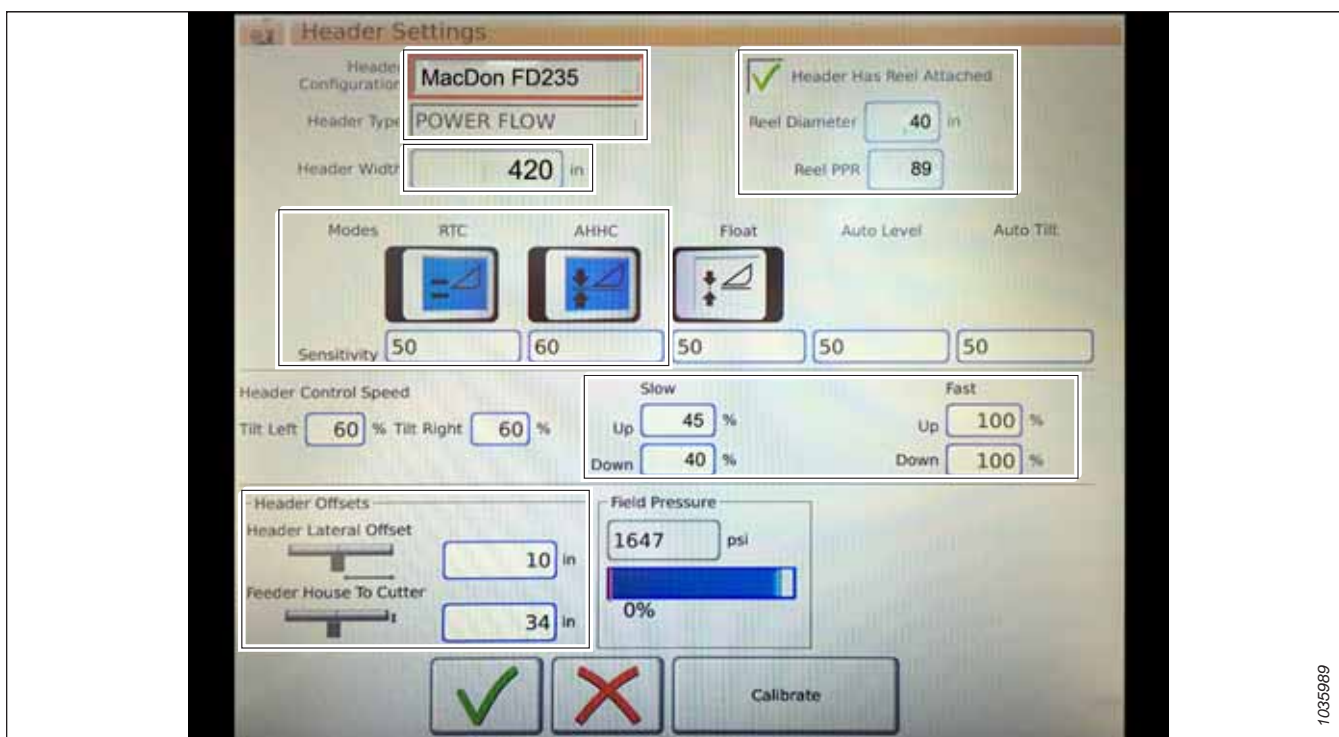 Header Settings
Header
Configuration
MacDon FD235
Header Has Reel Attached
Header Type
POWER FLOW
Reel Diameter
40
in
Header Width
420
in
Reel PPR
89
Modes
RTC
AHHC
Float
Auto Level
Auto Tilt
Sensitivity
50
60
50
50
50
Header Control Speed
Slow
Fast
Tilt Left
60
%
Tilt Right
60
%
Up
45
%
Up
100
%
Down
40
%
Down
100
%
Header Offsets
Field Pressure
Header Lateral Offset
10
in
1647
psi
Feeder House To Cutter
34
in
0%
Calibrate
1035989